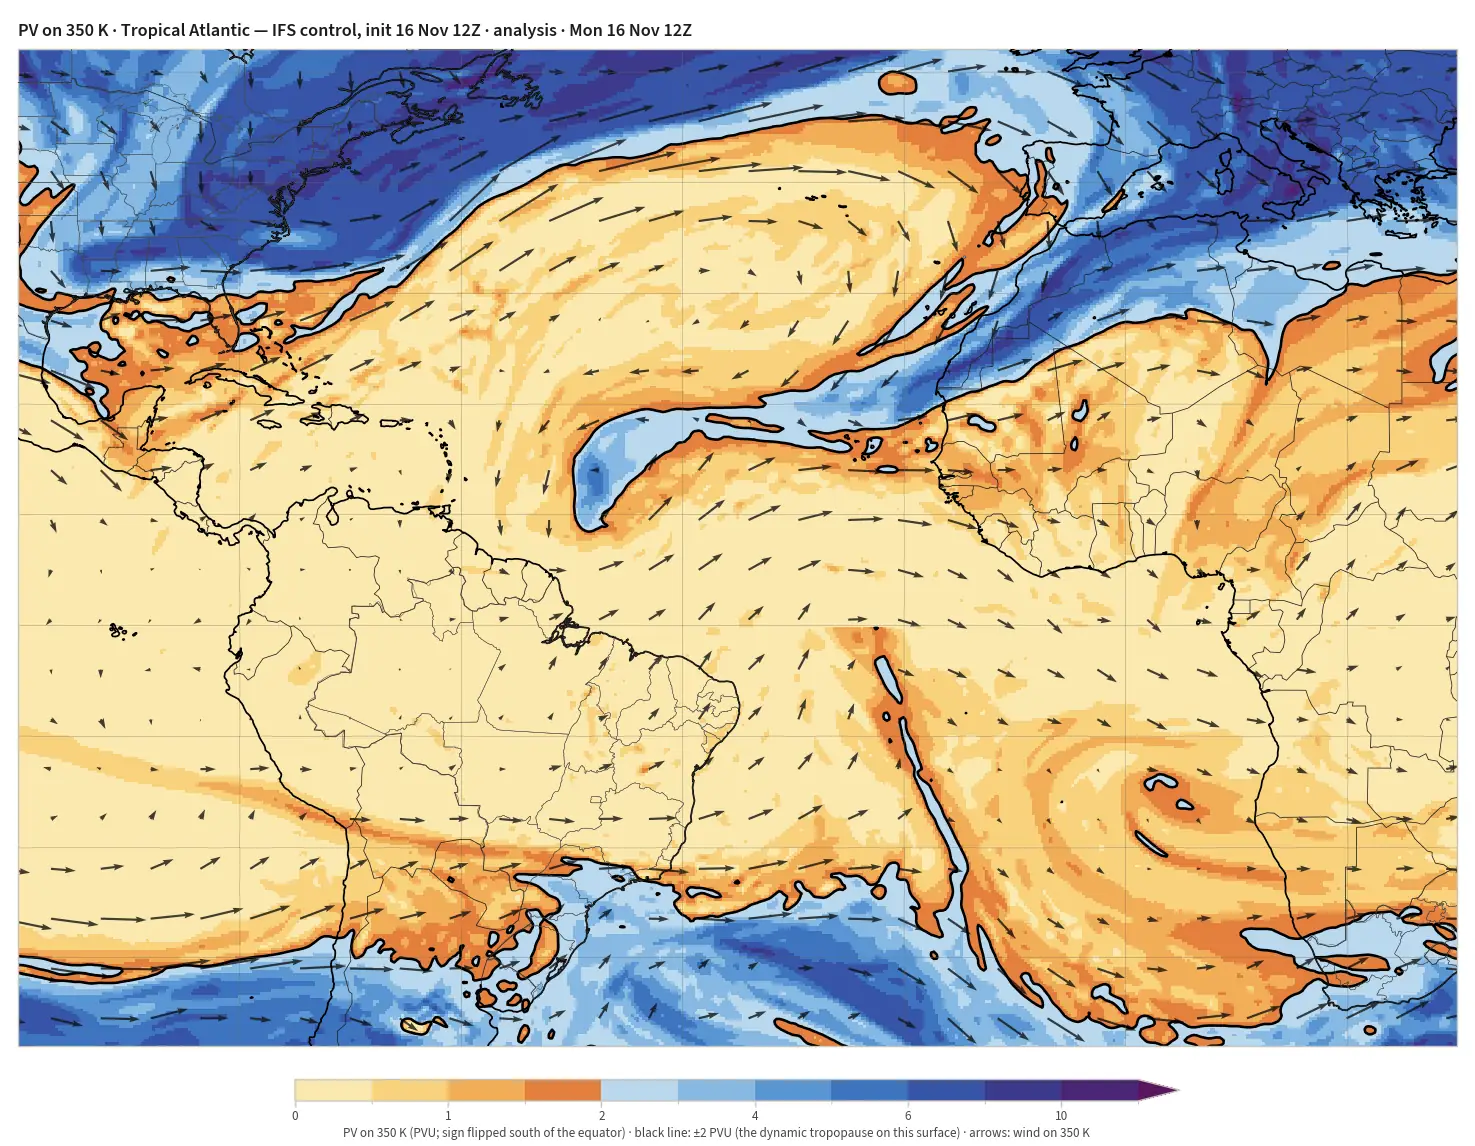 PV on 350 K · Tropical Atlantic — IFS control, init 16 Nov 12Z · analysis · Mon 16 Nov 12Z
0 1 2 4 6 8 10
PV on 350 K (PVU; sign flipped south of the equator) · black line: ±2 PVU (the dynamic tropopause on this surface) · arrows: wind on 350 K